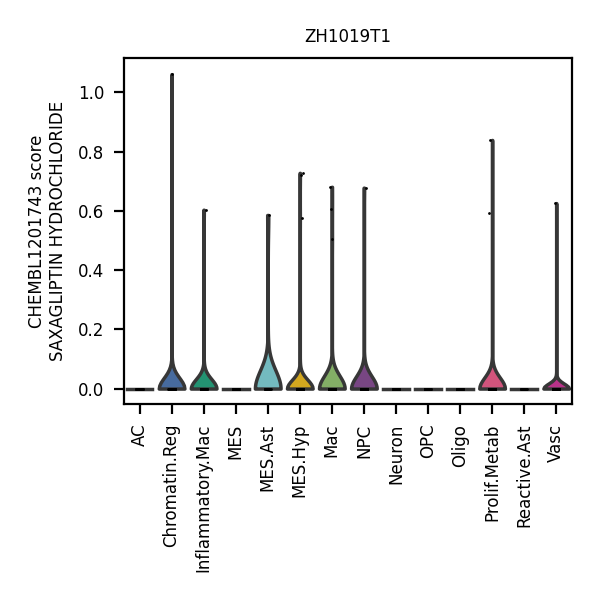 ZH1019T1
CHEMBL1201743 score
SAXAGLIPTIN HYDROCHLORIDE
1.0
0.8
0.6
0.4
0.2
0.0
AC
Chromatin.Reg
Inflammatory.Mac
MES
MES.Ast
MES.Hyp
Mac
NPC
Neuron
OPC
Oligo
Prolif.Metab
Reactive.Ast
Vasc